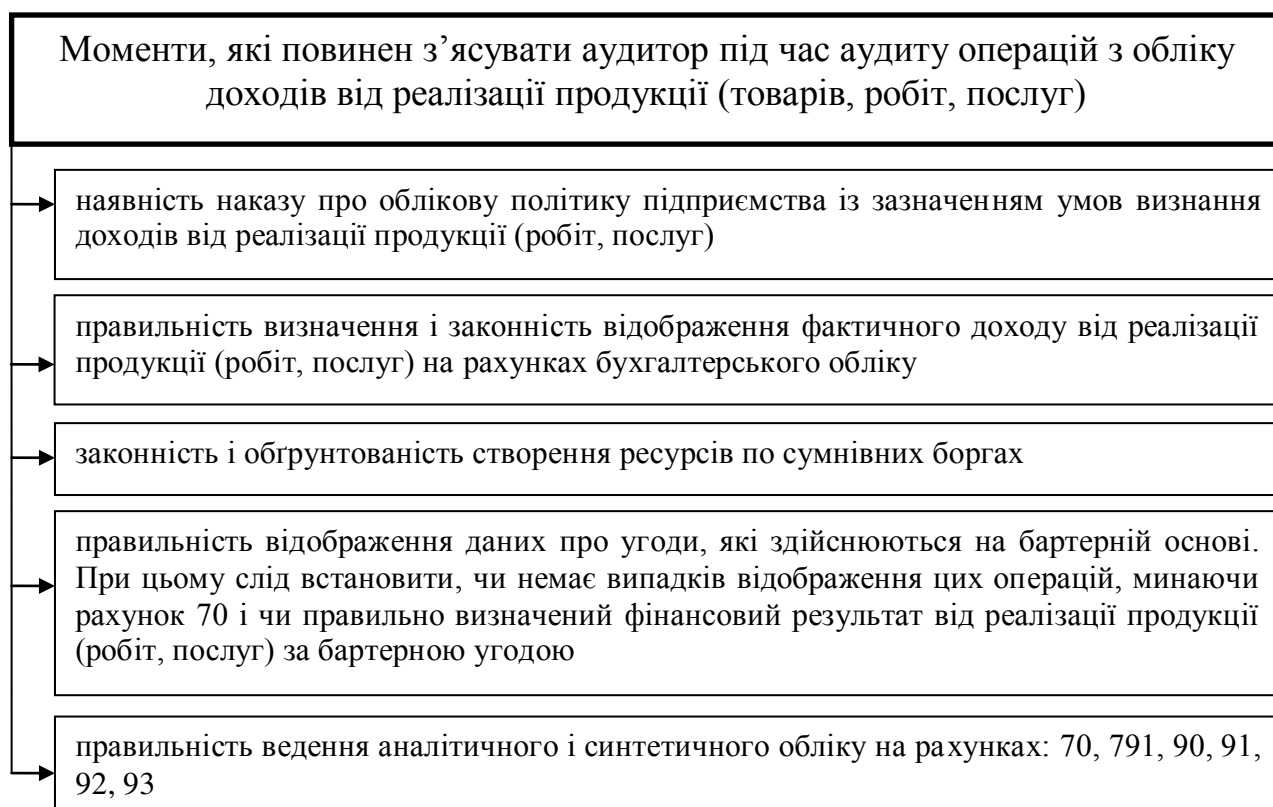 Моменти, які повинен з’ясувати аудитор під час аудиту операцій з обліку
доходів від реалізації продукції (товарів, робіт, послуг)
наявність наказу про облікову політику підприємства із зазначенням умов визнання
доходів від реалізації продукції (робіт, послуг)
правильність визначення і законність відображення фактичного доходу від реалізації
продукції (робіт, послуг) на рахунках бухгалтерського обліку
законність і обґрунтованість створення ресурсів по сумнівних боргах
правильність відображення даних про угоди, які здійснюються на бартерній основі.
При цьому слід встановити, чи немає випадків відображення цих операцій, минаючи
рахунок 70 і чи правильно визначений фінансовий результат від реалізації продукції
(робіт, послуг) за бартерною угодою
правильність ведення аналітичного і синтетичного обліку на рахунках: 70, 791, 90, 91,
92, 93